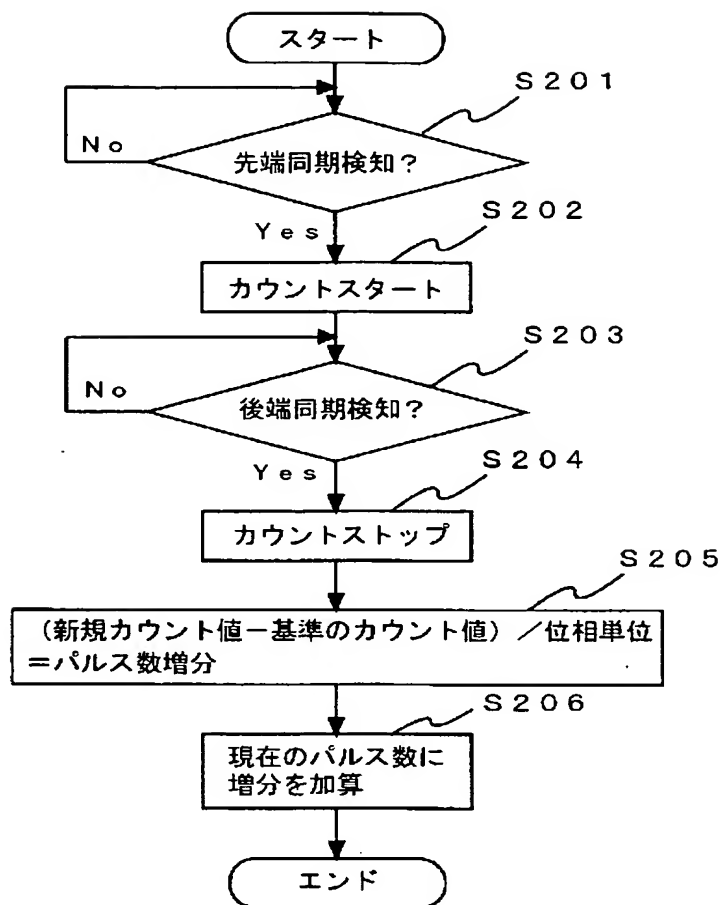 スタート
S201
No
先端同期検知?
Yes
S202
カウントスタート
S203
No
後端同期検知?
Yes
S204
カウントストップ
S205
(新規カウント値-基準のカウント値)/位相単位
=パルス数増分
S206
現在のパルス数に
増分を加算
エンド